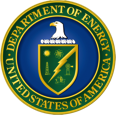 DEPARTMENT OF ENERGY
UNITED STATES OF AMERICA